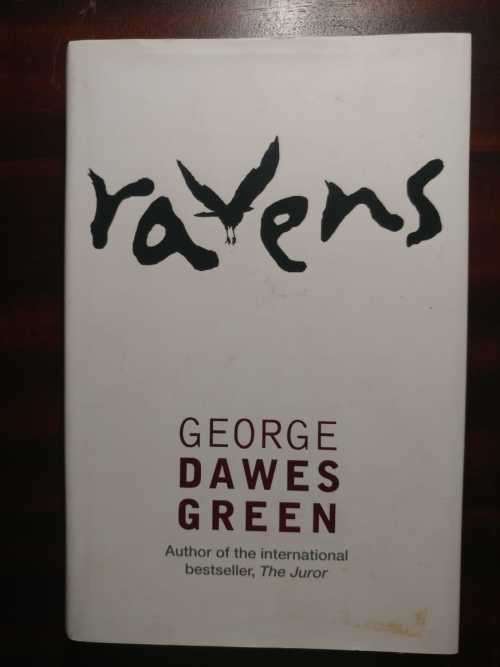 ravens
GEORGE
DAWES
GREEN
Author of the international
bestseller, The Juror